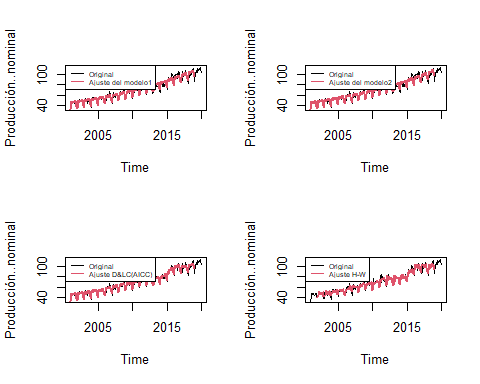 Producción...nominal
100
40
Original
Ajuste del modelo1
2005
2015
Time
Producción...nominal
100
40
Original
Ajuste del modelo2
2005
2015
Time
Producción...nominal
100
40
Original
Ajuste D&LC(AICC)
2005
2015
Time
Producción...nominal
100
40
Original
Ajuste H-W
2005
2015
Time